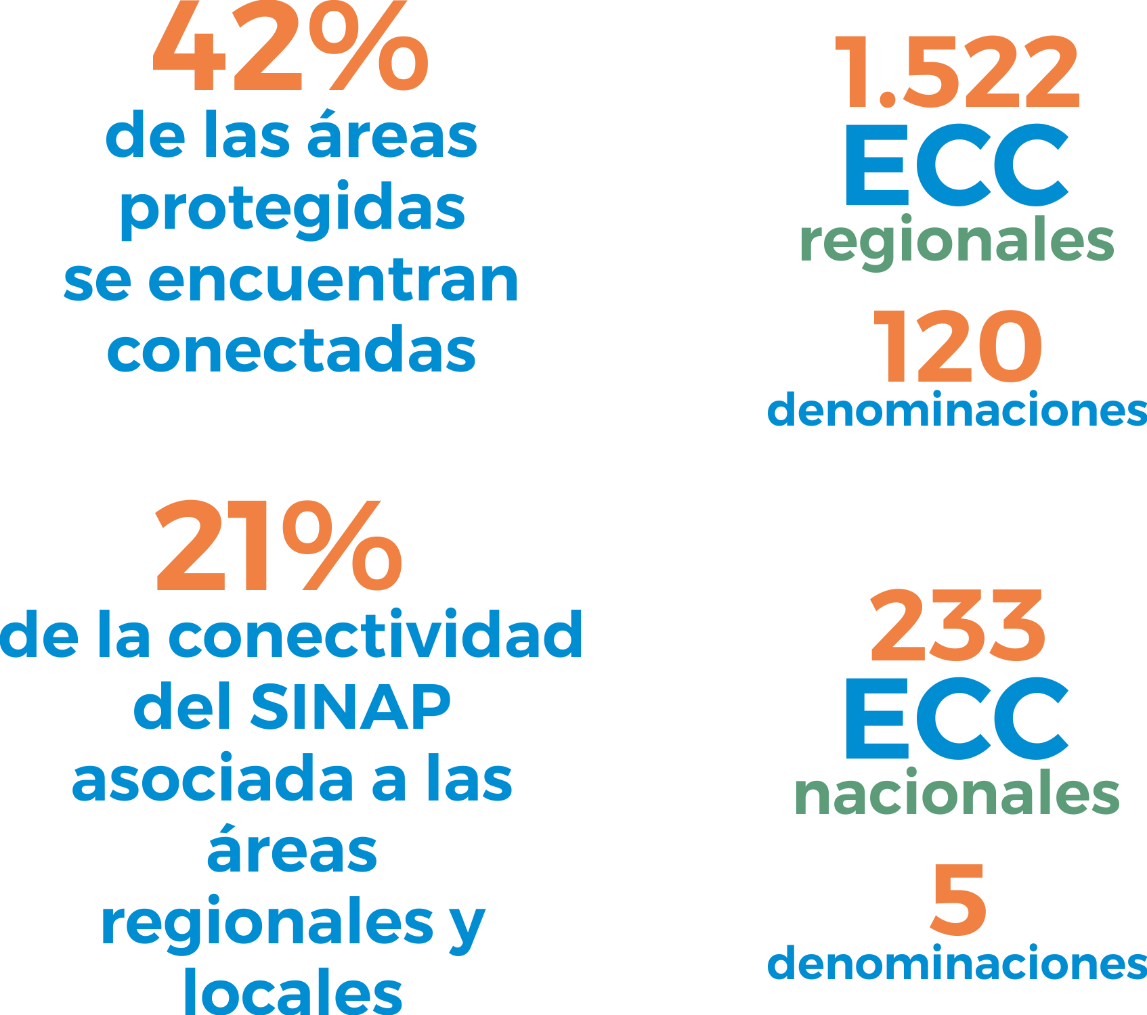 42%
de las áreas
protegidas
se encuentran
conectadas
21%
de la conectividad
del SINAP
asociada a las
áreas
regionales y
locales
1.522
ECC
regionales
120
denominaciones
233
ECC
nacionales
5
denominaciones